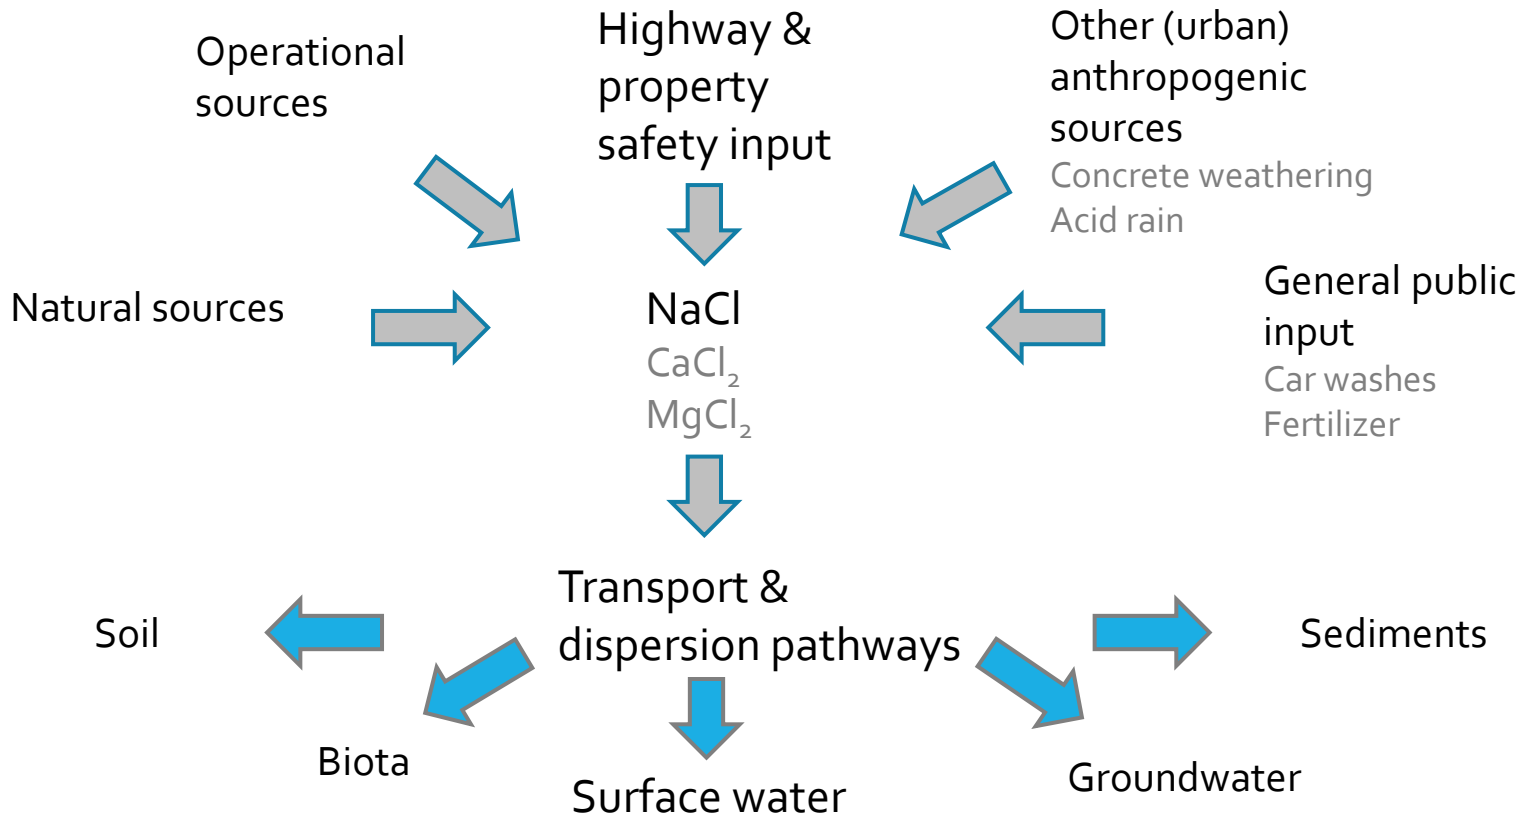 Operational
sources
Highway &
property
safety input
Other (urban)
anthropogenic
sources
Concrete weathering
Acid rain
Natural sources
NaCl
CaCl₂
MgCl₂
General public
input
Car washes
Fertilizer
Transport &
dispersion pathways
Soil
Sediments
Biota
Surface water
Groundwater